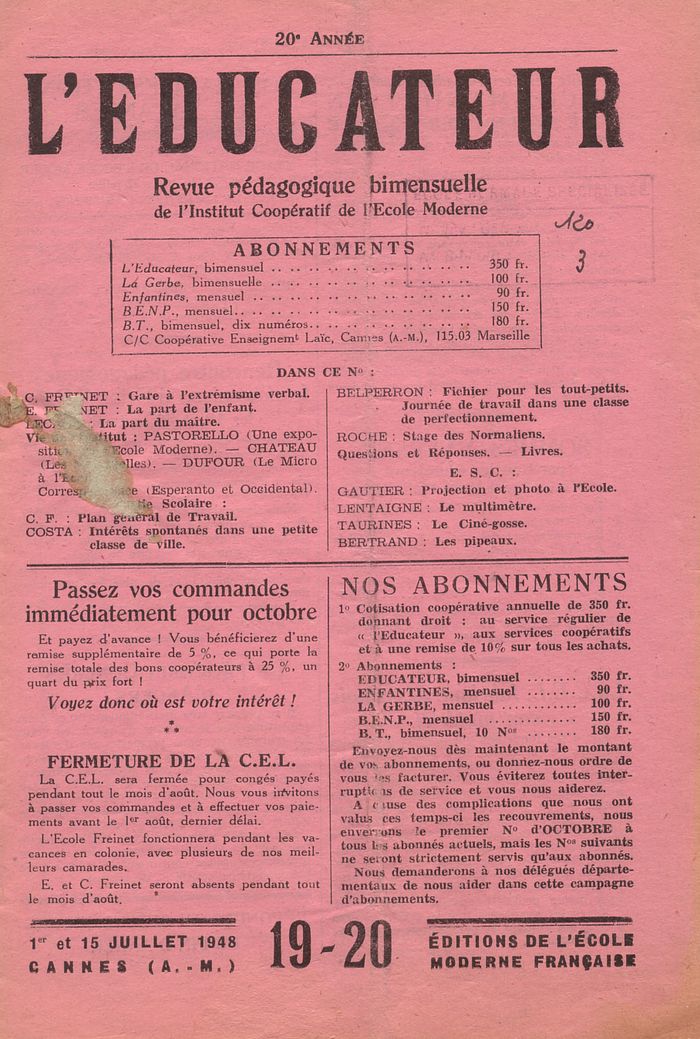 20e ANNÉE
L'EDUCATEUR
Revue pédagogique bimensuelle
de l'Institut Coopératif de l'Ecole Moderne
120
3
ABONNEMENTS
L'Educateur, bimensuel .. .. .. .. .. .. .. .. .. .. 350 fr.
La Gerbe, bimensuelle .. .. .. .. .. .. .. .. .. .. 100 fr.
Enfantines, mensuel .. .. .. .. .. .. .. .. .. .. 90 fr.
B.E.N.P., mensuel.. .. .. .. .. .. .. .. .. .. .. 150 fr.
B.T., bimensuel, dix numéros.. .. .. .. .. .. .. .. 180 fr.
C/C Coopérative Enseignemt Laïc, Cannes (A.-M.), 115.03 Marseille
DANS CE No :
C. FREINET : Gare à l'extrémisme verbal.
E. FREINET : La part de l'enfant.
La part du maître.
: PASTORELLO (Une expo-
Ecole Moderne). — CHATEAU
(Les). — DUFOUR (Le Micro
à
(Esperanto et Occidental).
Scolaire :
C. F. : Plan général de Travail.
COSTA : Intérêts spontanés dans une petite
classe de ville.
BELPERRON : Fichier pour les tout-petits.
Journée de travail dans une classe
de perfectionnement.
ROCHE : Stage des Normaliens.
Questions et Réponses. — Livres.
E. S. C. :
GAUTIER : Projection et photo à l'Ecole.
LENTAIGNE : Le multimètre.
TAURINES : Le Ciné-gosse.
BERTRAND : Les pipeaux.
Passez vos commandes
immédiatement pour octobre
Et payez d'avance ! Vous bénéficierez d'une
remise supplémentaire de 5 %, ce qui porte la
remise totale des bons coopérateurs à 25 %, un
quart du prix fort !
Voyez donc où est votre intérêt !
* * *
FERMETURE DE LA C.E.L.
La C.E.L. sera fermée pour congés payés
pendant tout le mois d'août. Nous vous invitons
à passer vos commandes et à effectuer vos paie-
ments avant le 1er août, dernier délai.
L'Ecole Freinet fonctionnera pendant les va-
cances en colonie, avec plusieurs de nos meil-
leurs camarades.
E. et C. Freinet seront absents pendant tout
le mois d'août.
NOS ABONNEMENTS
1o Cotisation coopérative annuelle de 350 fr.
donnant droit : au service régulier de
« l'Educateur », aux services coopératifs
et à une remise de 10% sur tous les achats.
2o Abonnements :
EDUCATEUR, bimensuel ........ 350 fr.
ENFANTINES, mensuel ........ 90 fr.
LA GERBE, mensuel ........ 100 fr.
B.E.N.P., mensuel ........ 150 fr.
B. T., bimensuel, 10 Nos ........ 180 fr.
Envoyez-nous dès maintenant le montant
de vos abonnements, ou donnez-nous ordre de
vous les facturer. Vous éviterez toutes inter-
ruptions de service et vous nous aiderez.
A cause des complications que nous ont
values ces temps-ci les recouvrements, nous
enverrons le premier No d'OCTOBRE à
tous les abonnés actuels, mais les Nos suivants
ne seront strictement servis qu'aux abonnés.
Nous demanderons à nos délégués départe-
mentaux de nous aider dans cette campagne
d'abonnements.
1er et 15 JUILLET 1948
CANNES (A.-M.)
19-20
ÉDITIONS DE L'ÉCOLE
MODERNE FRANÇAISE